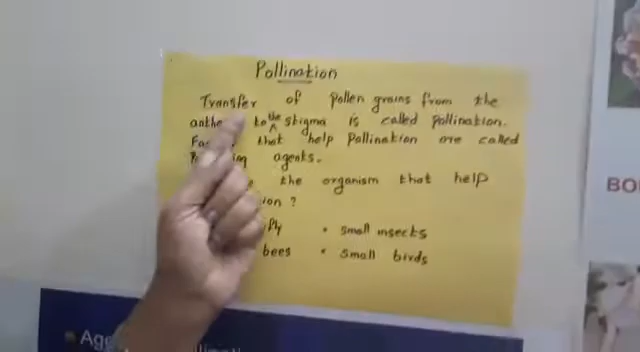 Pollination
Transfer of pollen grains from the
to the stigma is called pollination.
that help Pollination are called
agents.
the organism that help
?
• small insects
bees • small birds
BO